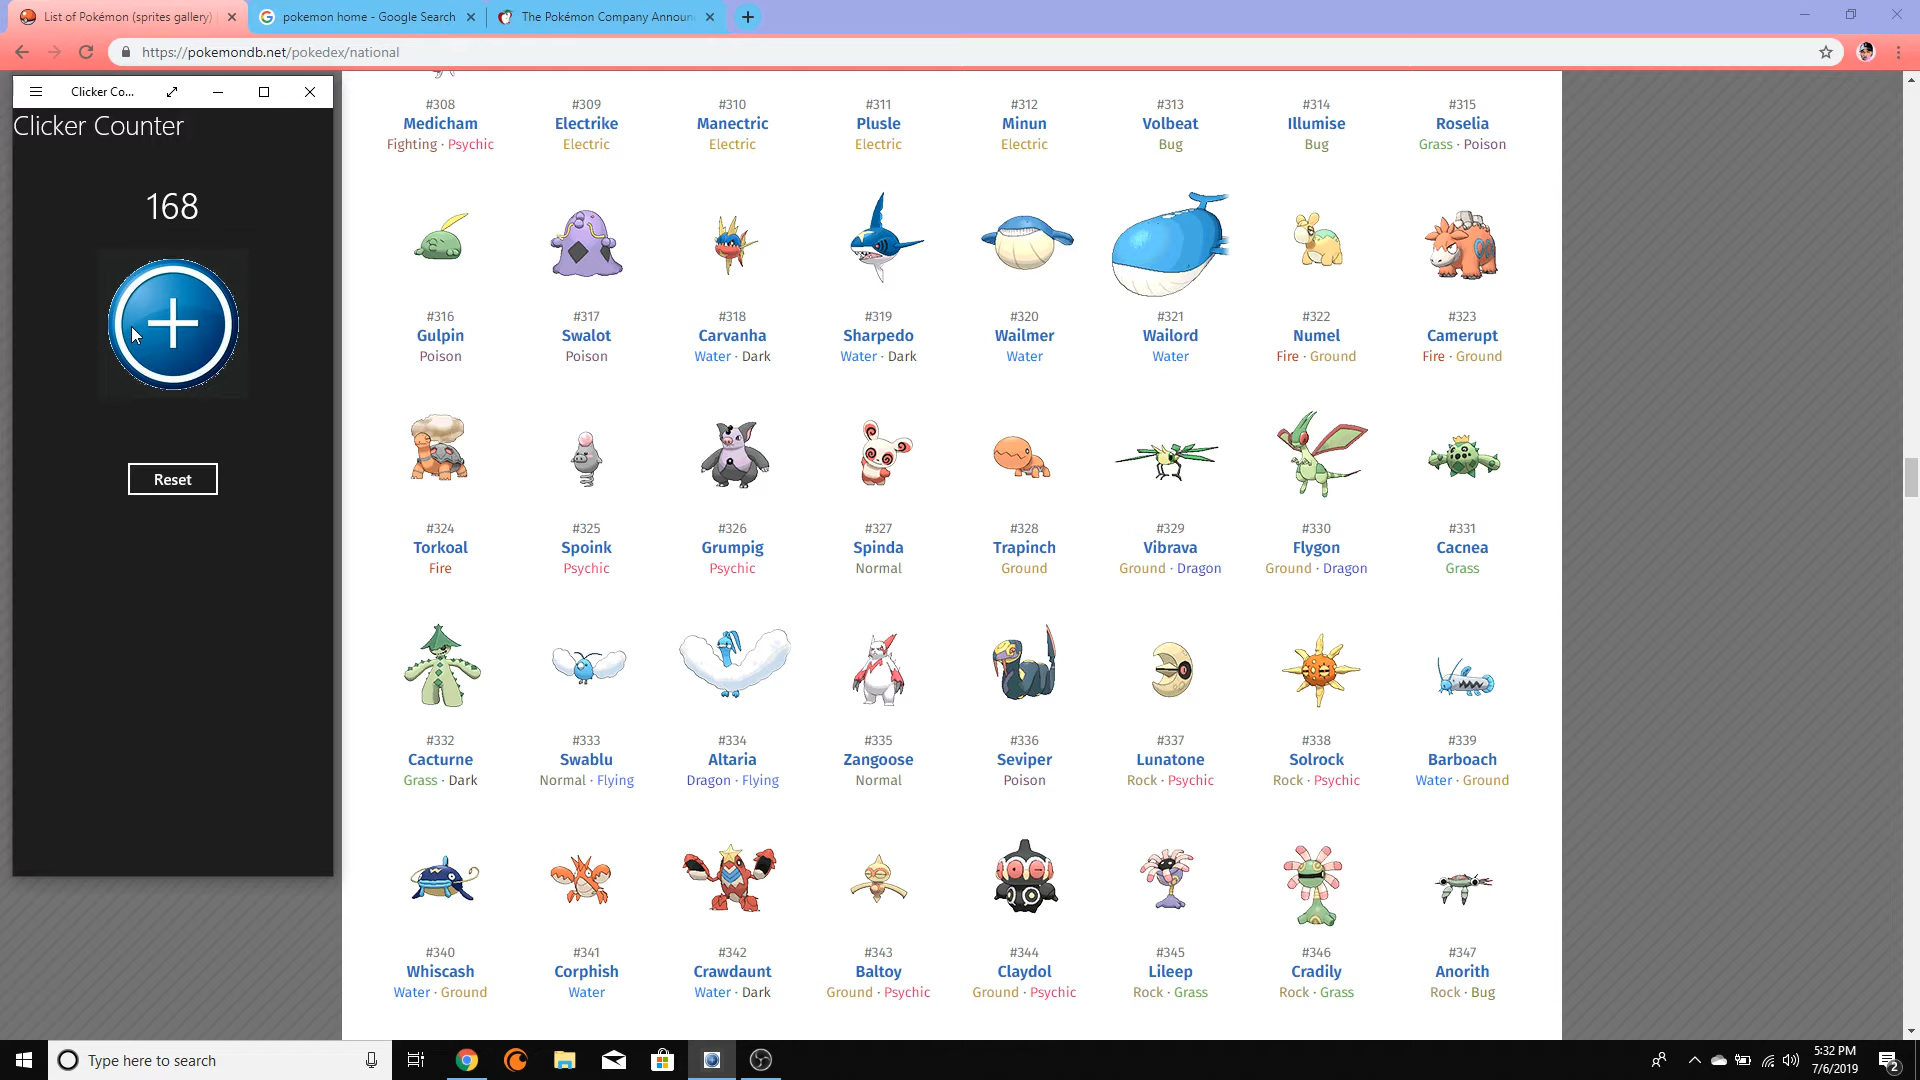 List of Pokémon (sprites gallery)
pokemon home - Google Search
The Pokémon Company Announ
https://pokemondb.net/pokedex/national
Clicker Co...
Clicker Counter
168
Reset
#308 #309 #310 #311 #312 #313 #314 #315
Medicham Electrike Manectric Plusle Minun Volbeat Illumise Roselia
Fighting · Psychic Electric Electric Electric Electric Bug Bug Grass · Poison
#316 #317 #318 #319 #320 #321 #322 #323
Gulpin Swalot Carvanha Sharpedo Wailmer Wailord Numel Camerupt
Poison Poison Water · Dark Water · Dark Water Water Fire · Ground Fire · Ground
#324 #325 #326 #327 #328 #329 #330 #331
Torkoal Spoink Grumpig Spinda Trapinch Vibrava Flygon Cacnea
Fire Psychic Psychic Normal Ground Ground · Dragon Ground · Dragon Grass
#332 #333 #334 #335 #336 #337 #338 #339
Cacturne Swablu Altaria Zangoose Seviper Lunatone Solrock Barboach
Grass · Dark Normal · Flying Dragon · Flying Normal Poison Rock · Psychic Rock · Psychic Water · Ground
#340 #341 #342 #343 #344 #345 #346 #347
Whiscash Corphish Crawdaunt Baltoy Claydol Lileep Cradily Anorith
Water · Ground Water Water · Dark Ground · Psychic Ground · Psychic Rock · Grass Rock · Grass Rock · Bug
Type here to search
5:32 PM
7/6/2019
2